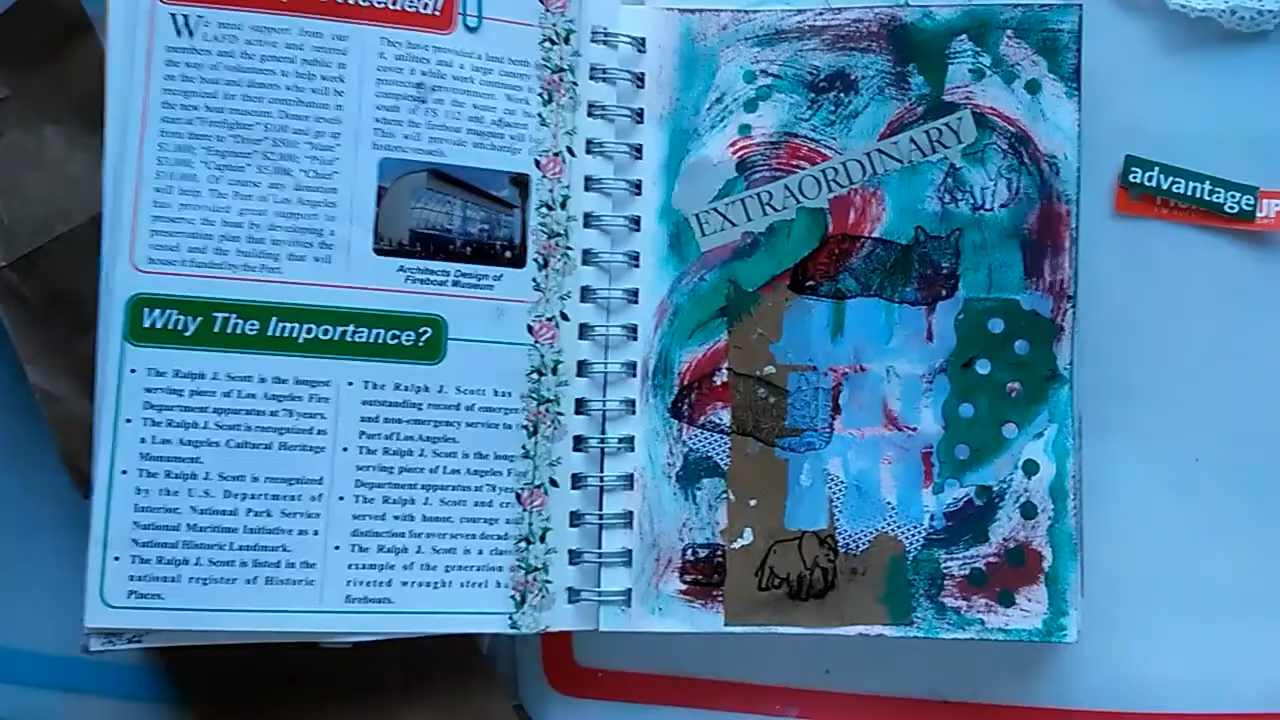 Needed!
We need support from our
LAFD active and retired
members and the general public in
the way of volunteers to help work
on the boat and donors who will be
recognized for their contribution in
the new boat museum. Donor levels
start at "Firefighter" $100 and go up
from there to "Diver" $500; "Mate"
$1,000; "Engineer" $2,000; "Pilot"
$3,000; "Captain" $5,000; "Chief"
$10,000. Of course any donation
will help. The Port of Los Angeles
has provided great support to
preserve the boat by developing a
preservation plan that involves the
vessel and the building that will
house it funded by the Port.
They have provided a land berth
it, utilities and a large canopy
cover it while work continues
protected environment. Work
completed on the water
south of FS 112 and adjacent
where the fireboat museum will
This will provide anchorage
historic vessels.
Architects Design of
Fireboat Museum
Why The Importance?
• The Ralph J. Scott is the longest
serving piece of Los Angeles Fire
Department apparatus at 78 years.
• The Ralph J. Scott is recognized as
a Los Angeles Cultural Heritage
Monument.
• The Ralph J. Scott is recognized
by the U.S. Department of
Interior, National Park Service
National Maritime Initiative as a
National Historic Landmark.
• The Ralph J. Scott is listed in the
national register of Historic
Places.
• The Ralph J. Scott has
outstanding record of
and non-emergency service to
Port of Los Angeles.
• The Ralph J. Scott is the
serving piece of Los Angeles
Department apparatus at 78
• The Ralph J. Scott and
served with honor, courage
distinction for over seven
• The Ralph J. Scott is a
example of the generation
riveted wrought steel
fireboats.
EXTRAORDINARY
advantage
UP